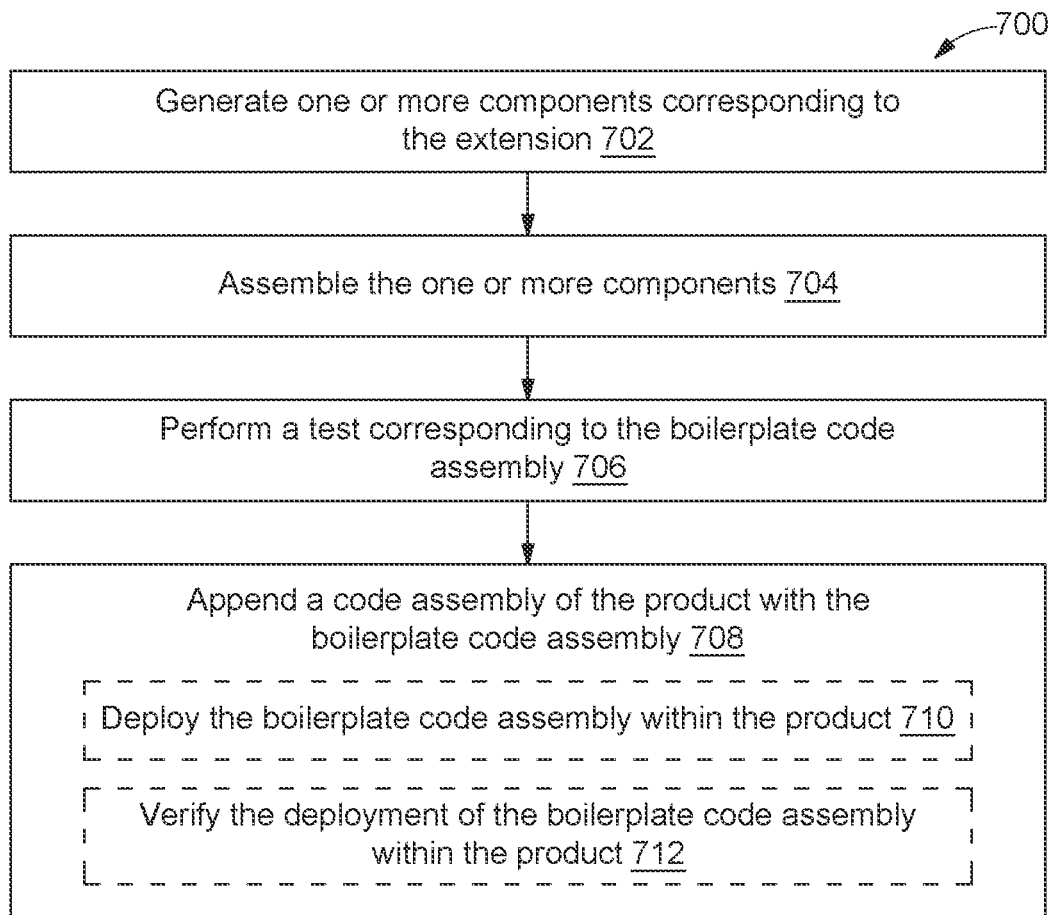 700
Generate one or more components corresponding to
the extension 702
Assemble the one or more components 704
Perform a test corresponding to the boilerplate code
assembly 706
Append a code assembly of the product with the
boilerplate code assembly 708
Deploy the boilerplate code assembly within the product 710
Verify the deployment of the boilerplate code assembly
within the product 712